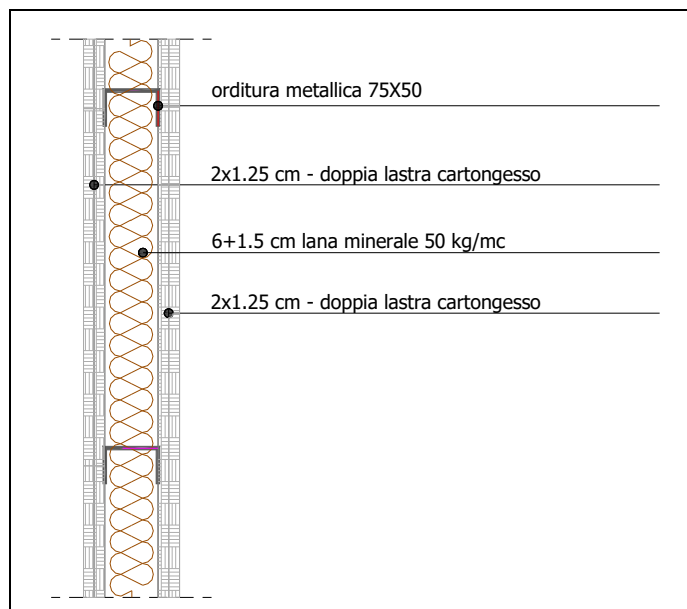 orditura metallica 75X50
2x1.25 cm - doppia lastra cartongesso
6+1.5 cm lana minerale 50 kg/mc
2x1.25 cm - doppia lastra cartongesso